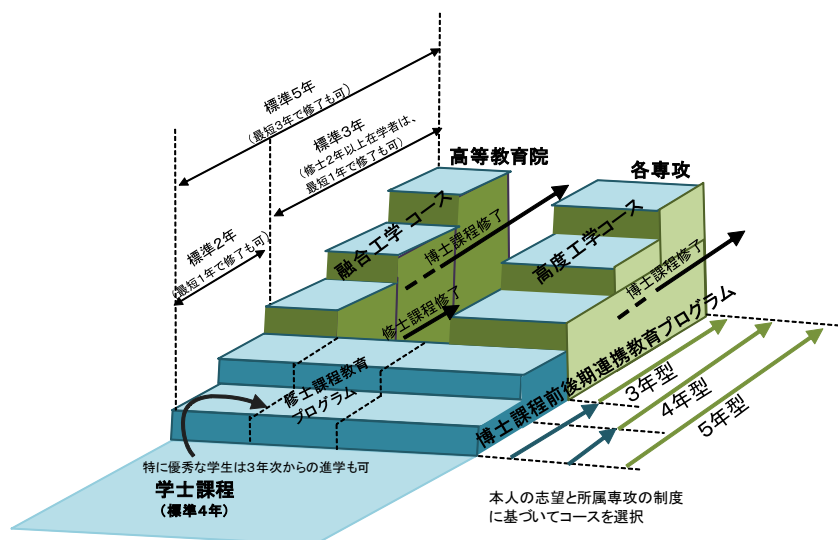 標準5年
(最短3年で修了も可)
標準3年
(修士2年以上在学者は、
最短1年で修了も可)
標準2年
(最短1年で修了も可)
高等教育院
各専攻
融合工学 コース
博士課程修了
高度工学コース
博士課程修了
修士課程修了
修士課程教育
プログラム
博士課程前後期連携教育プログラム
3年型
4年型
5年型
特に優秀な学生は3年次からの進学も可
学士課程
(標準4年)
本人の志望と所属専攻の制度
に基づいてコースを選択